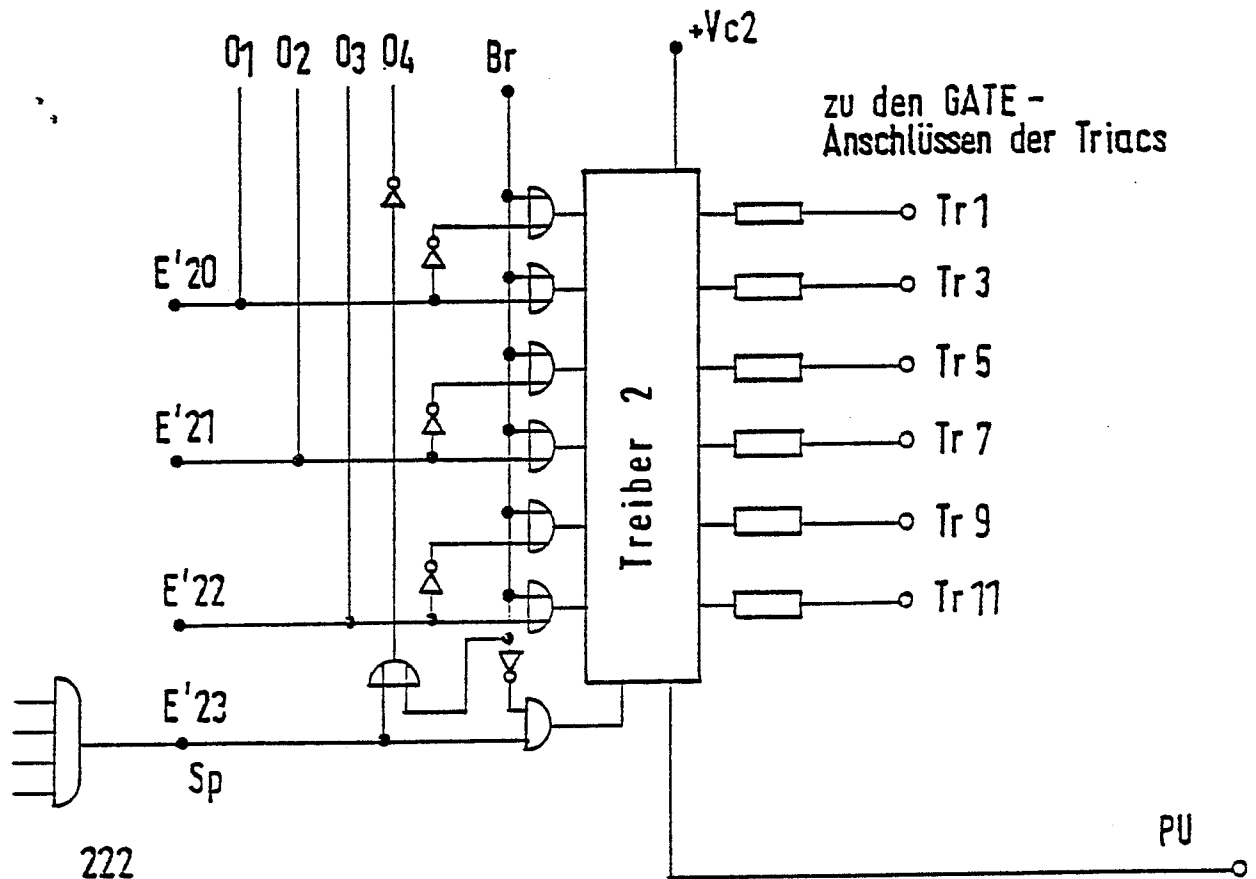 O1 O2 O3 O4
Br
+Vc2
zu den GATE-
Anschlüssen der Triacs
Tr 1
E'20
Tr 3
Tr 5
E'21
Tr 7
Treiber 2
Tr 9
E'22
Tr 11
E'23
Sp
PU
222